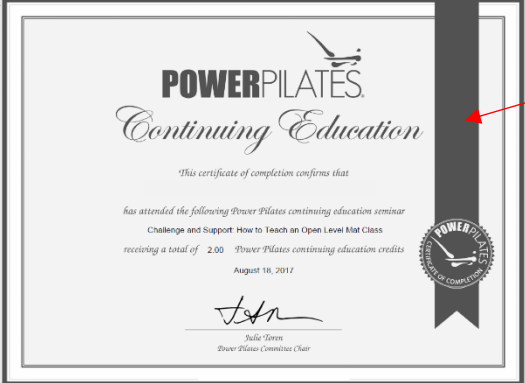 POWERPILATES
Continuing Education
This certificate of completion confirms that
has attended the following Power Pilates continuing education seminar
Challenge and Support: How to Teach an Open Level Mat Class
receiving a total of 2.00 Power Pilates continuing education credits
August 18, 2017
Julie Toren
Power Pilates Committee Chair
POWERPILATES
CERTIFICATE OF COMPLETION